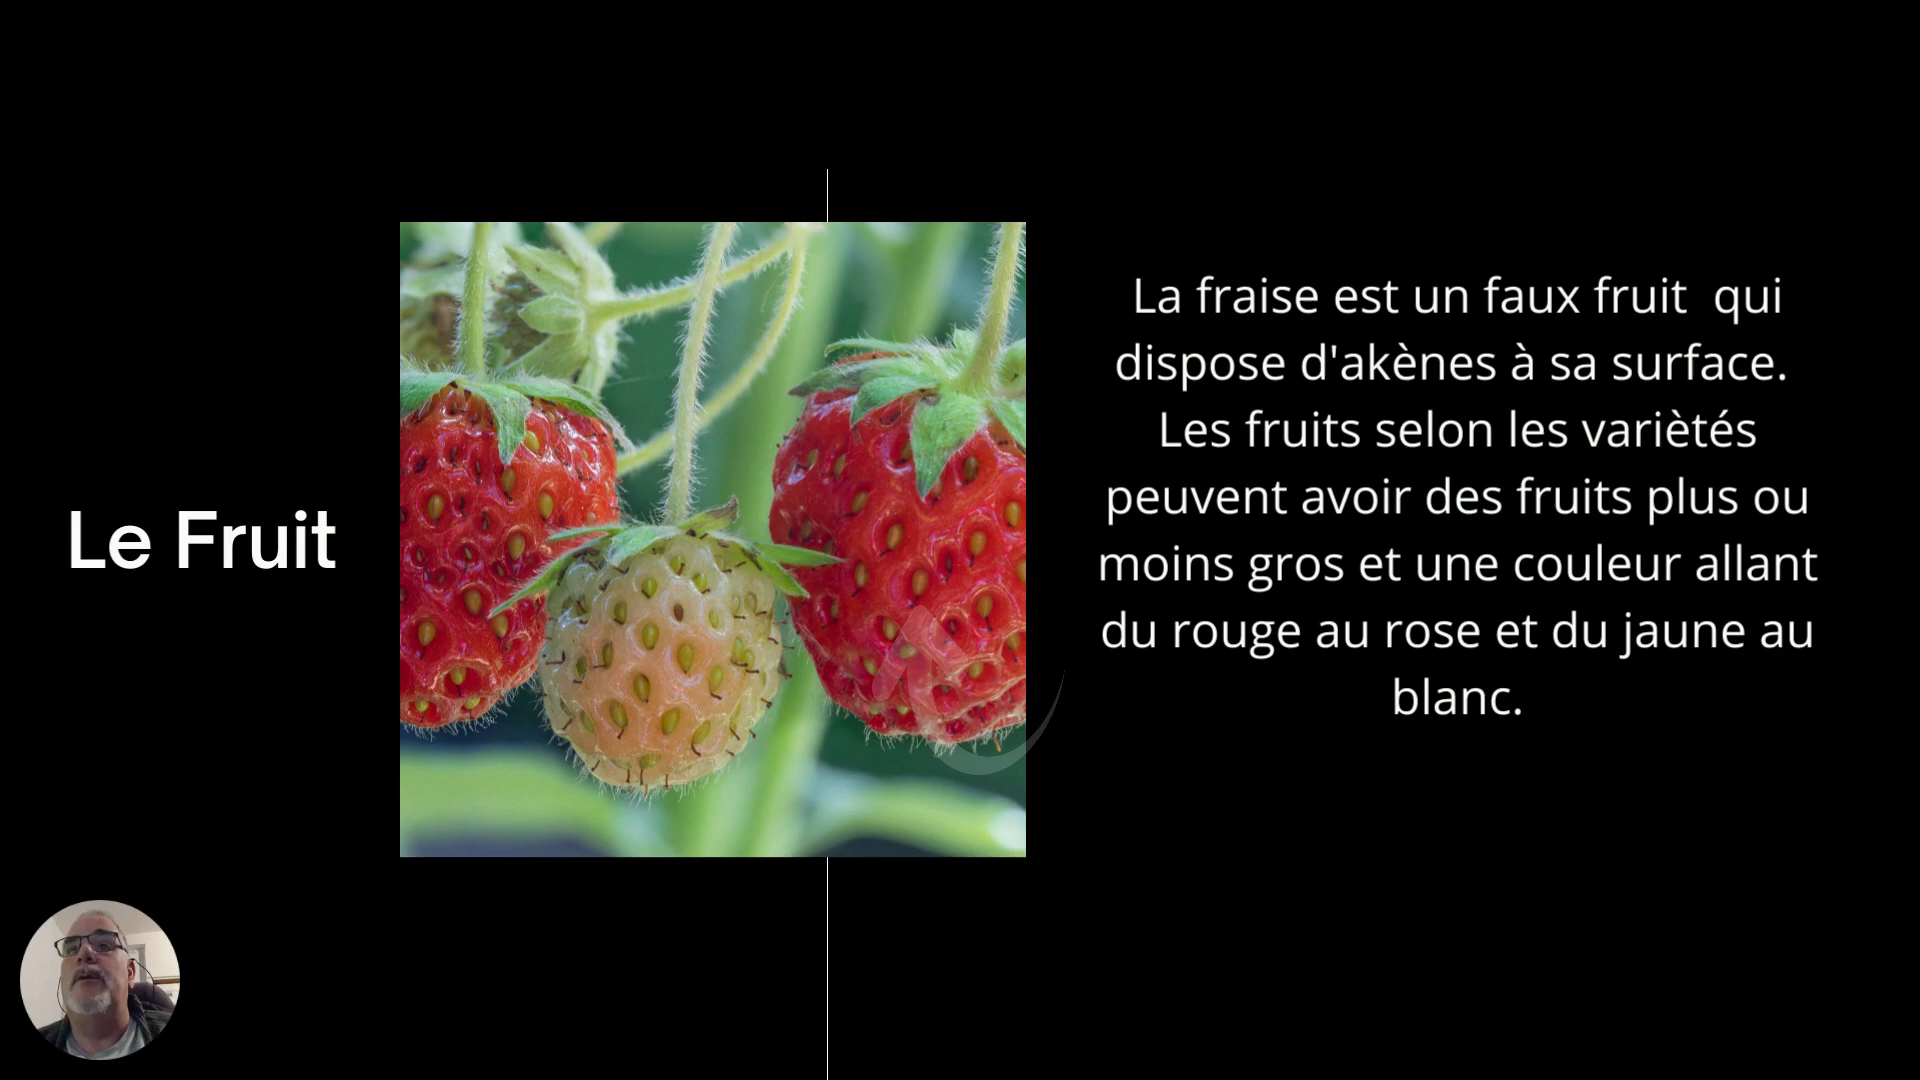 Le Fruit
La fraise est un faux fruit  qui
dispose d'akènes à sa surface.
Les fruits selon les variètés
peuvent avoir des fruits plus ou
moins gros et une couleur allant
du rouge au rose et du jaune au
blanc.